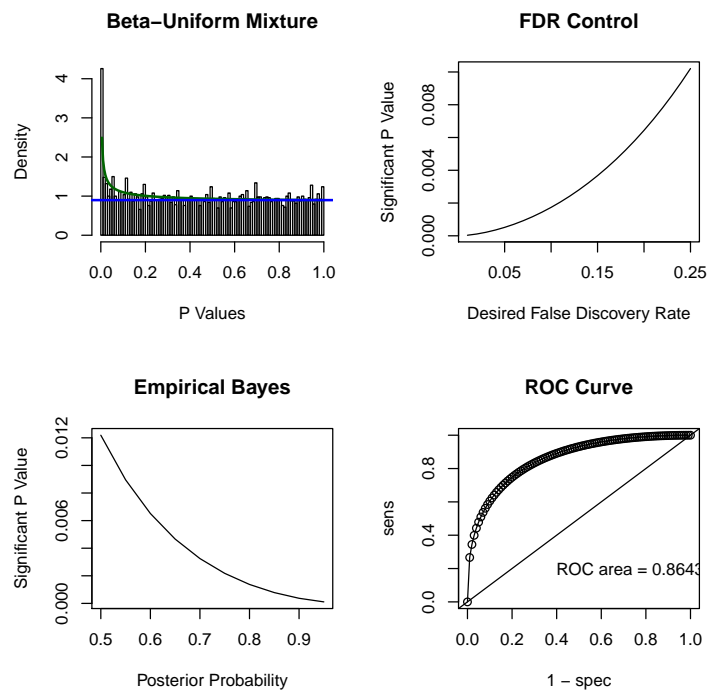 Beta−Uniform Mixture
Density
0 1 2 3 4
0.0 0.2 0.4 0.6 0.8 1.0
P Values
FDR Control
Significant P Value
0.000 0.004 0.008
0.05 0.15 0.25
Desired False Discovery Rate
Empirical Bayes
Significant P Value
0.000 0.006 0.012
0.5 0.6 0.7 0.8 0.9
Posterior Probability
ROC Curve
sens
0.0 0.4 0.8
ROC area = 0.8643
0.0 0.2 0.4 0.6 0.8 1.0
1 − spec